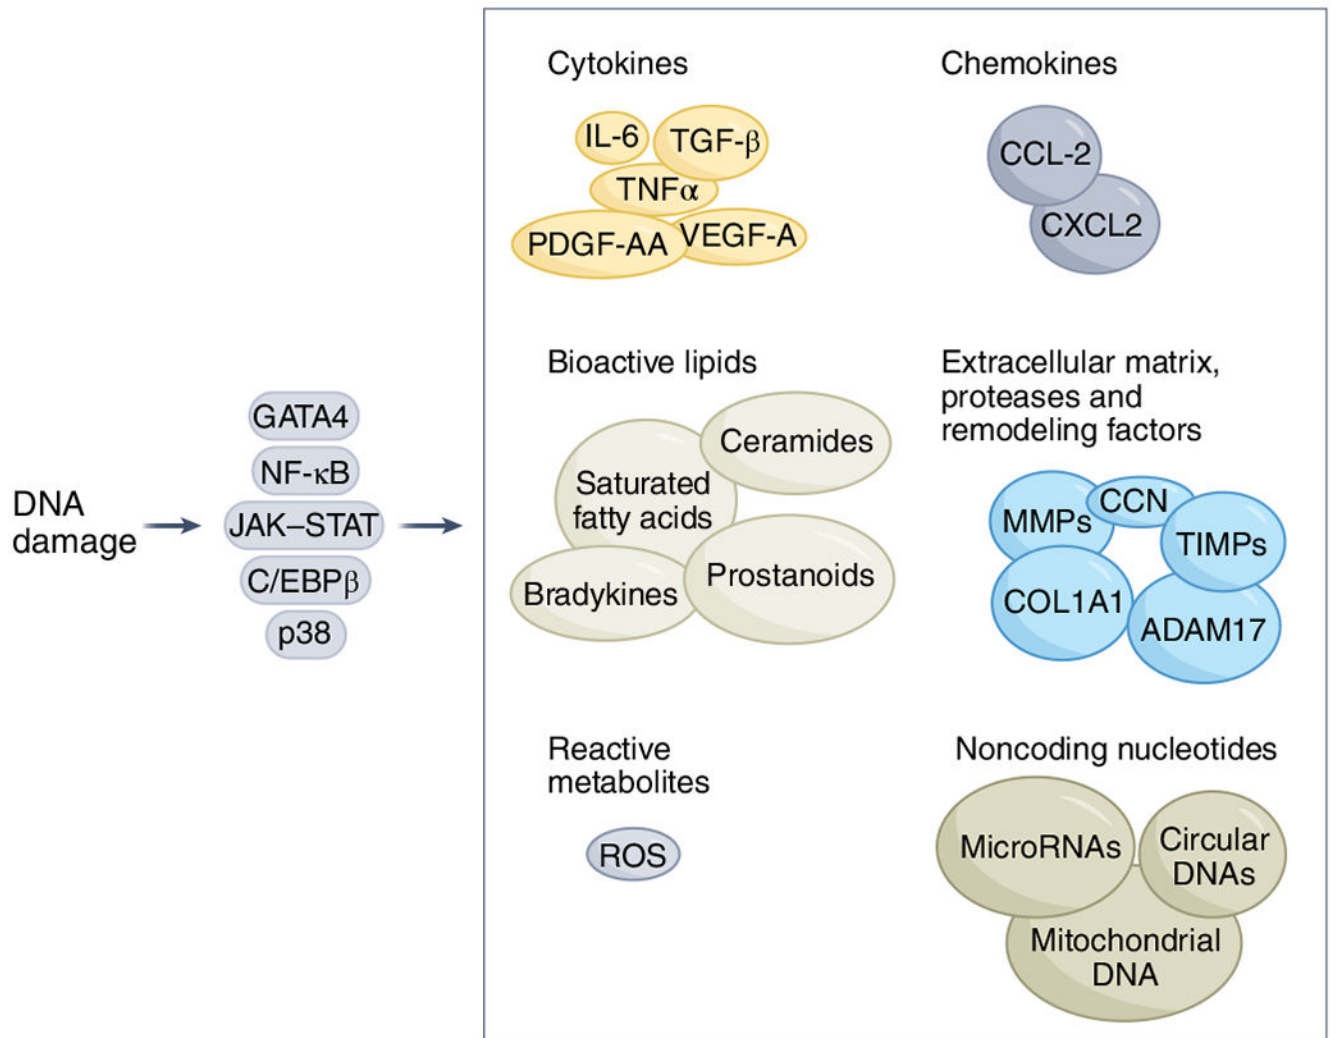 DNA
damage
GATA4
NF-κB
JAK–STAT
C/EBPβ
p38
Cytokines
IL-6
TGF-β
TNFα
PDGF-AA
VEGF-A
Chemokines
CCL-2
CXCL2
Bioactive lipids
Ceramides
Saturated
fatty acids
Bradykines
Prostanoids
Extracellular matrix,
proteases and
remodeling factors
MMPs
CCN
TIMPs
COL1A1
ADAM17
Reactive
metabolites
ROS
Noncoding nucleotides
MicroRNAs
Circular
DNAs
Mitochondrial
DNA